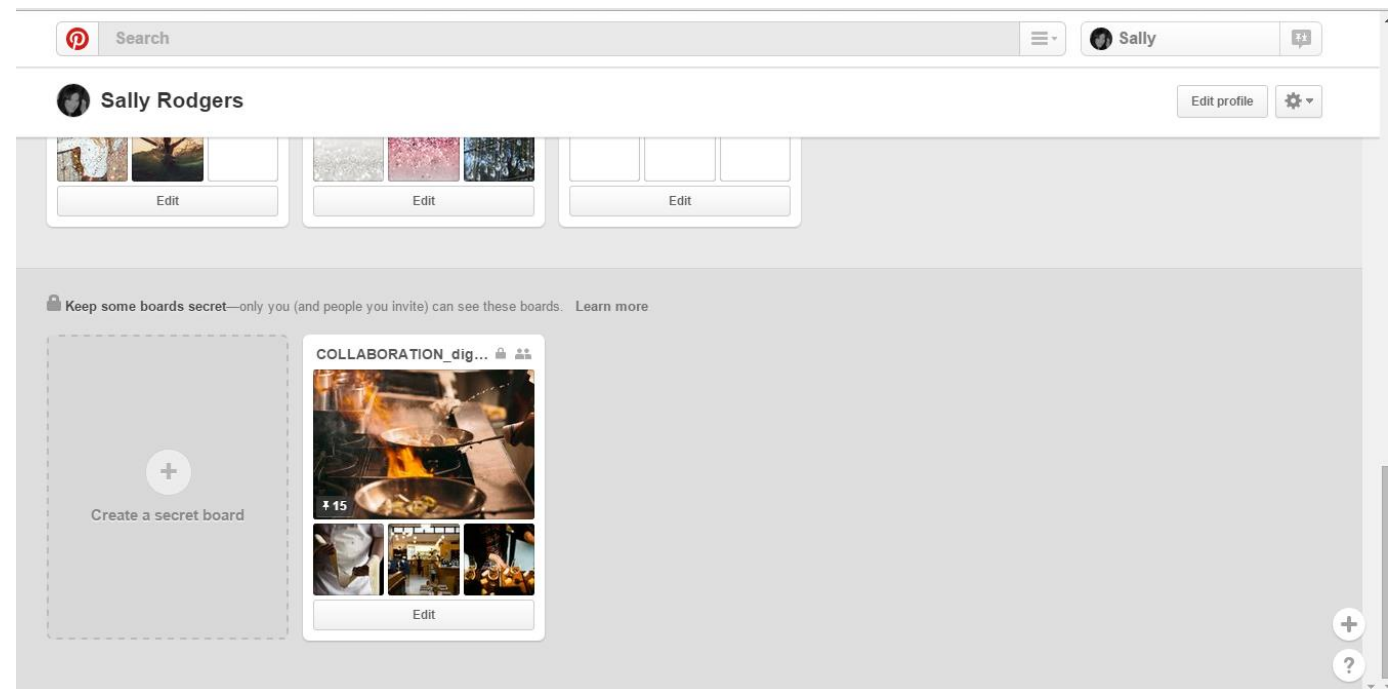 Search
Sally
Sally Rodgers
Edit profile
Edit
Edit
Edit
Keep some boards secret—only you (and people you invite) can see these boards. Learn more
COLLABORATION_dig...
15
Create a secret board
Edit
+
?